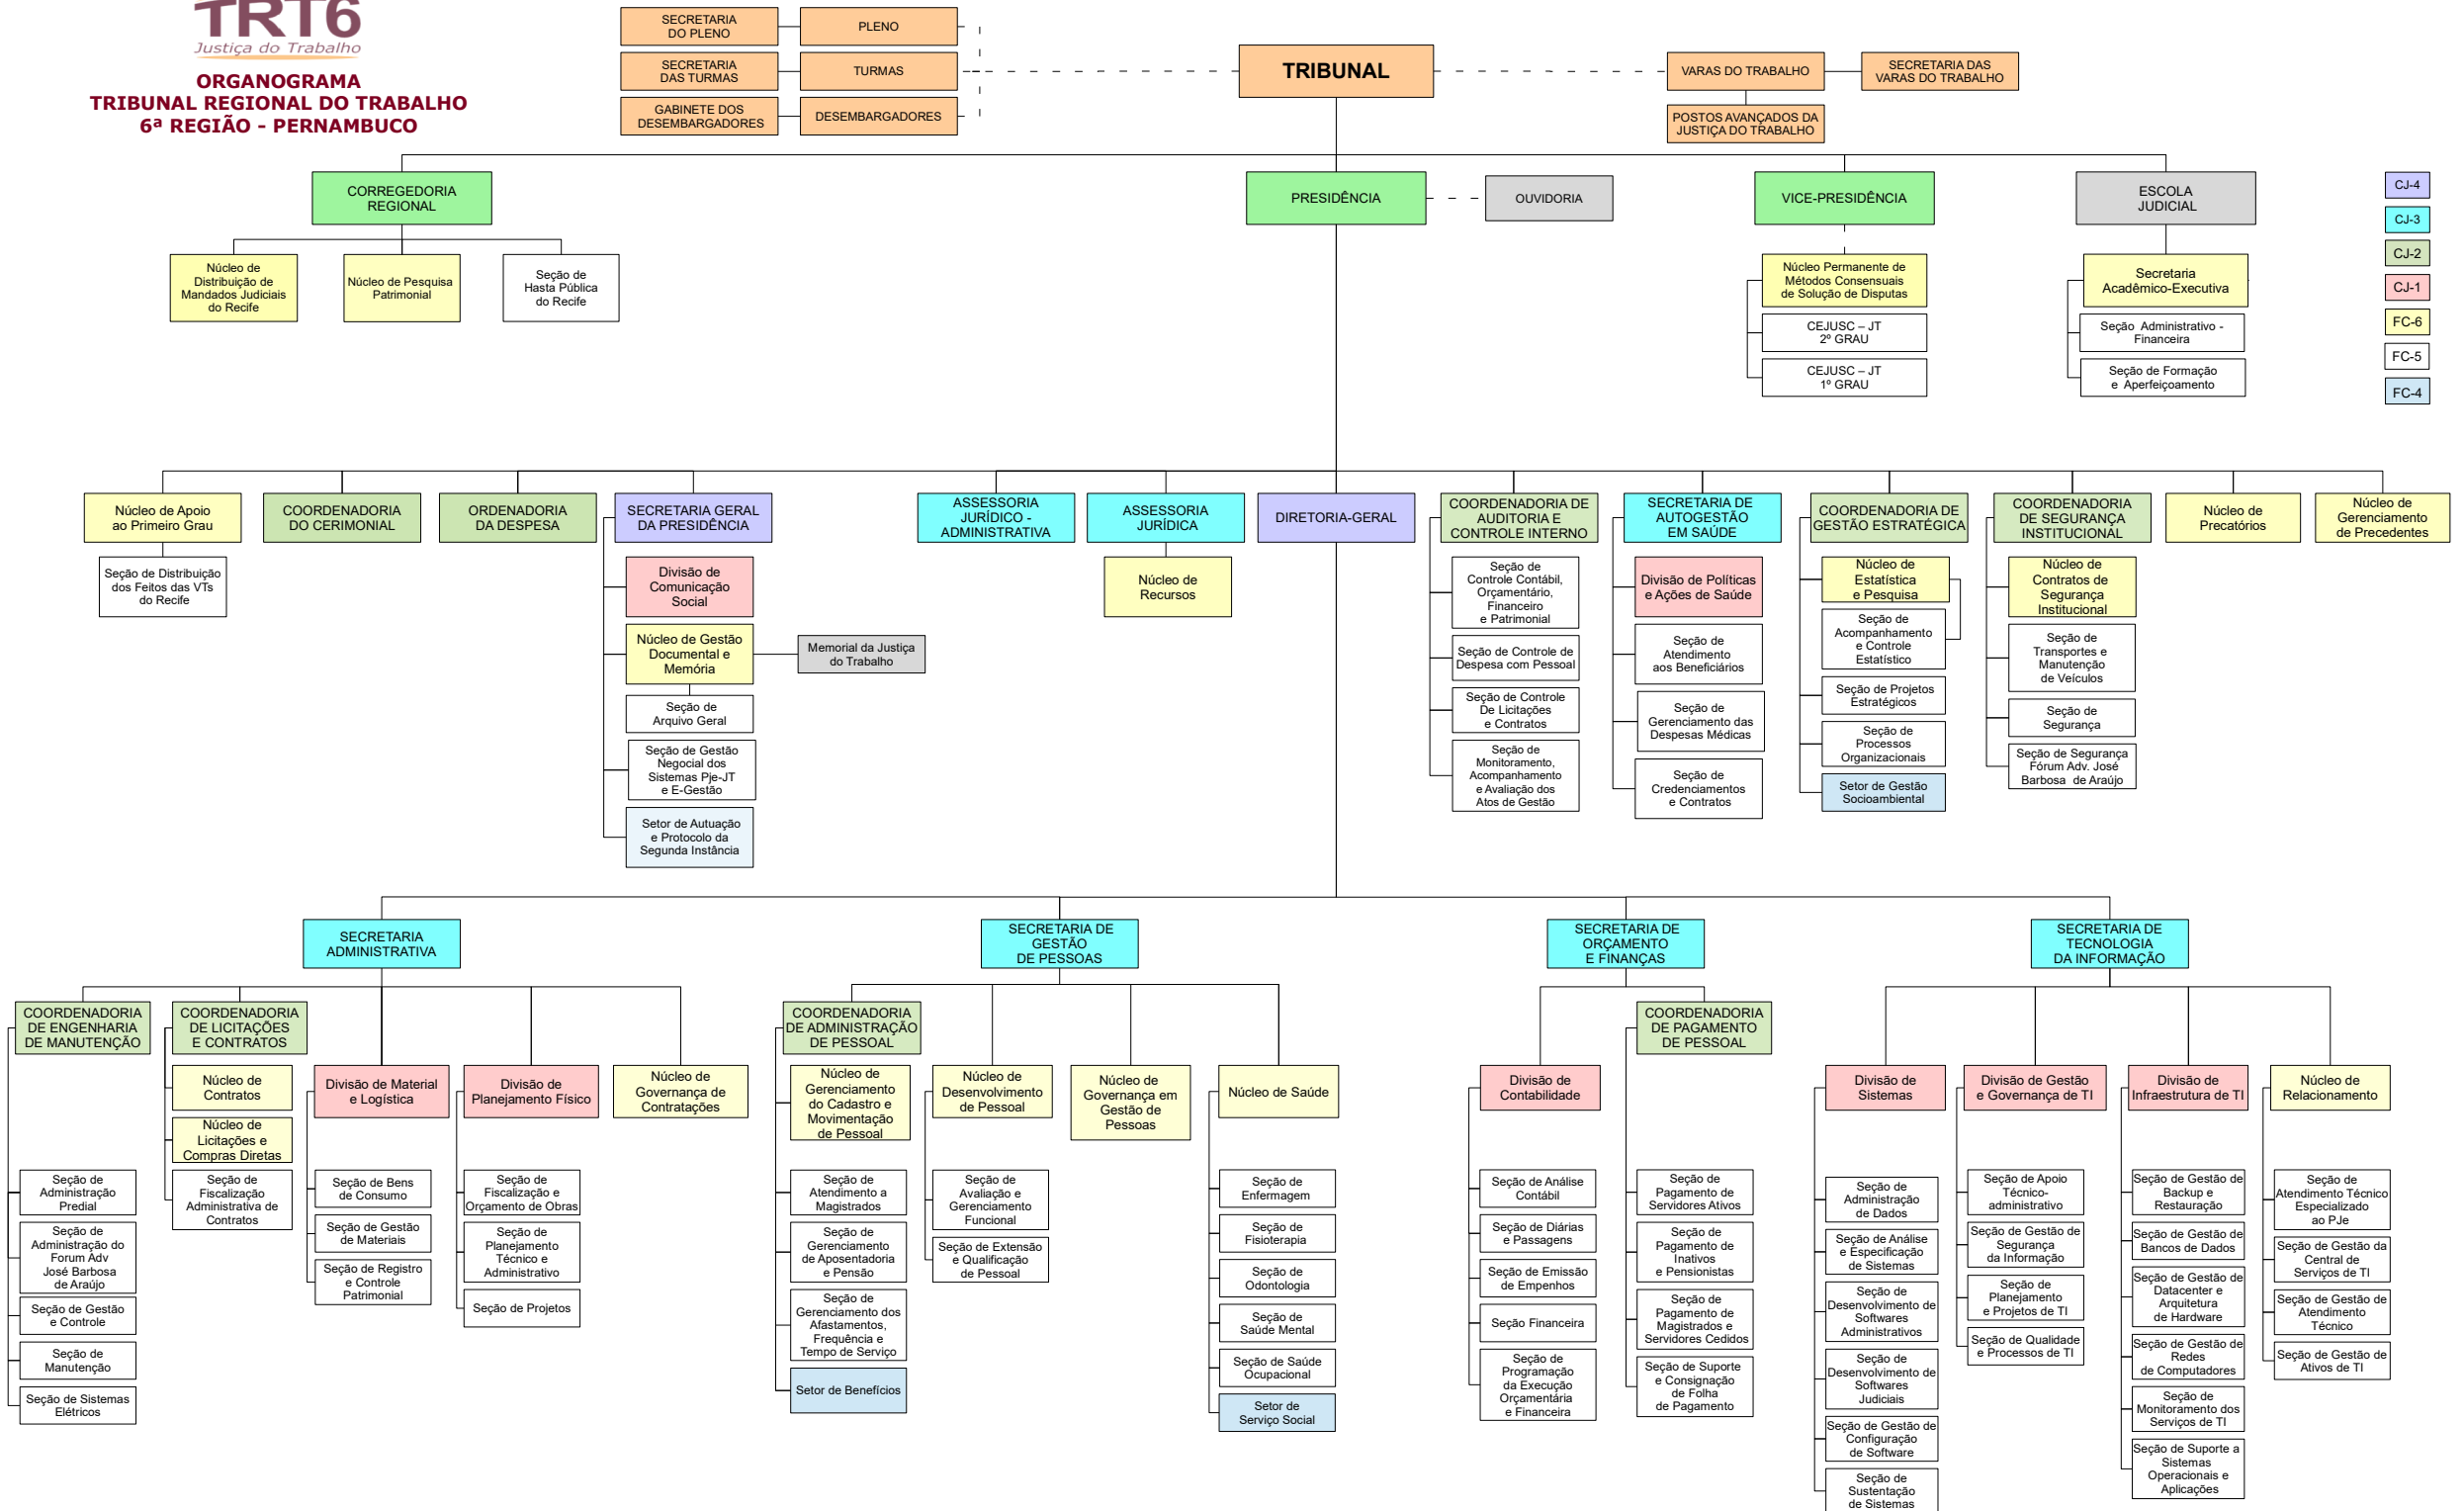 TRT6
Justiça do Trabalho
ORGANOGRAMA
TRIBUNAL REGIONAL DO TRABALHO
6ª REGIÃO - PERNAMBUCO
SECRETARIA
DO PLENO
PLENO
SECRETARIA
DAS TURMAS
TURMAS
GABINETE DOS
DESEMBARGADORES
DESEMBARGADORES
TRIBUNAL
VARAS DO TRABALHO
SECRETARIA DAS
VARAS DO TRABALHO
POSTOS AVANÇADOS DA
JUSTIÇA DO TRABALHO
CORREGEDORIA
REGIONAL
PRESIDÊNCIA
OUVIDORIA
VICE-PRESIDÊNCIA
ESCOLA
JUDICIAL
CJ-4
CJ-3
CJ-2
CJ-1
FC-6
FC-5
FC-4
Núcleo de
Distribuição de
Mandados Judiciais
do Recife
Núcleo de Pesquisa
Patrimonial
Seção de
Hasta Pública
do Recife
Núcleo Permanente de
Métodos Consensuais
de Solução de Disputas
CEJUSC – JT
2º GRAU
CEJUSC – JT
1º GRAU
Secretaria
Acadêmico-Executiva
Seção Administrativo -
Financeira
Seção de Formação
e Aperfeiçoamento
Núcleo de Apoio
ao Primeiro Grau
Seção de Distribuição
dos Feitos das VTs
do Recife
COORDENADORIA
DO CERIMONIAL
ORDENADORIA
DA DESPESA
SECRETARIA GERAL
DA PRESIDÊNCIA
Divisão de
Comunicação
Social
Núcleo de Gestão
Documental e
Memória
Memorial da Justiça
do Trabalho
Seção de
Arquivo Geral
Seção de Gestão
Negocial dos
Sistemas Pje-JT
e E-Gestão
Setor de Autuação
e Protocolo da
Segunda Instância
ASSESSORIA
JURÍDICO -
ADMINISTRATIVA
ASSESSORIA
JURÍDICA
Núcleo de
Recursos
DIRETORIA-GERAL
COORDENADORIA DE
AUDITORIA E
CONTROLE INTERNO
Seção de
Controle Contábil,
Orçamentário,
Financeiro
e Patrimonial
Seção de Controle de
Despesa com Pessoal
Seção de Controle
De Licitações
e Contratos
Seção de
Monitoramento,
Acompanhamento
e Avaliação dos
Atos de Gestão
SECRETARIA DE
AUTOGESTÃO
EM SAÚDE
Divisão de Políticas
e Ações de Saúde
Seção de
Atendimento
aos Beneficiários
Seção de
Gerenciamento das
Despesas Médicas
Seção de
Credenciamentos
e Contratos
COORDENADORIA DE
GESTÃO ESTRATÉGICA
Núcleo de
Estatística
e Pesquisa
Seção de
Acompanhamento
e Controle
Estatístico
Seção de Projetos
Estratégicos
Seção de
Processos
Organizacionais
Setor de Gestão
Socioambiental
COORDENADORIA
DE SEGURANÇA
INSTITUCIONAL
Núcleo de
Contratos de
Segurança
Institucional
Seção de
Transportes e
Manutenção
de Veículos
Seção de
Segurança
Seção de Segurança
Fórum Adv. José
Barbosa de Araújo
Núcleo de
Precatórios
Núcleo de
Gerenciamento
de Precedentes
SECRETARIA
ADMINISTRATIVA
COORDENADORIA
DE ENGENHARIA
DE MANUTENÇÃO
Seção de
Administração
Predial
Seção de
Administração do
Forum Adv
José Barbosa
de Araújo
Seção de Gestão
e Controle
Seção de
Manutenção
Seção de Sistemas
Elétricos
COORDENADORIA
DE LICITAÇÕES
E CONTRATOS
Núcleo de
Contratos
Núcleo de
Licitações e
Compras Diretas
Seção de
Fiscalização
Administrativa de
Contratos
Divisão de Material
e Logística
Seção de Bens
de Consumo
Seção de Gestão
de Materiais
Seção de Registro
e Controle
Patrimonial
Divisão de
Planejamento Físico
Seção de
Fiscalização e
Orçamento de Obras
Seção de
Planejamento
Técnico e
Administrativo
Seção de Projetos
Núcleo de
Governança de
Contratações
SECRETARIA DE
GESTÃO
DE PESSOAS
COORDENADORIA
DE ADMINISTRAÇÃO
DE PESSOAL
Núcleo de
Gerenciamento
do Cadastro e
Movimentação
de Pessoal
Seção de
Atendimento a
Magistrados
Seção de
Gerenciamento
de Aposentadoria
e Pensão
Seção de
Gerenciamento dos
Afastamentos,
Frequência e
Tempo de Serviço
Setor de Benefícios
Núcleo de
Desenvolvimento
de Pessoal
Seção de
Avaliação e
Gerenciamento
Funcional
Seção de Extensão
e Qualificação
de Pessoal
Núcleo de
Governança em
Gestão de
Pessoas
Núcleo de Saúde
Seção de
Enfermagem
Seção de
Fisioterapia
Seção de
Odontologia
Seção de
Saúde Mental
Seção de Saúde
Ocupacional
Setor de
Serviço Social
SECRETARIA DE
ORÇAMENTO
E FINANÇAS
Divisão de
Contabilidade
Seção de Análise
Contábil
Seção de Diárias
e Passagens
Seção de Emissão
de Empenhos
Seção Financeira
Seção de
Programação
da Execução
Orçamentária
e Financeira
COORDENADORIA
DE PAGAMENTO
DE PESSOAL
Seção de
Pagamento de
Servidores Ativos
Seção de
Pagamento de
Inativos
e Pensionistas
Seção de
Pagamento de
Magistrados e
Servidores Cedidos
Seção de Suporte
e Consignação
de Folha
de Pagamento
SECRETARIA DE
TECNOLOGIA
DA INFORMAÇÃO
Divisão de
Sistemas
Seção de
Administração
de Dados
Seção de Análise
e Especificação
de Sistemas
Seção de
Desenvolvimento de
Softwares
Administrativos
Seção de
Desenvolvimento de
Softwares
Judiciais
Seção de Gestão de
Configuração
de Software
Seção de
Sustentação
de Sistemas
Divisão de Gestão
e Governança de TI
Seção de Apoio
Técnico-
administrativo
Seção de Gestão de
Segurança
da Informação
Seção de
Planejamento
e Projetos de TI
Seção de Qualidade
e Processos de TI
Divisão de
Infraestrutura de TI
Seção de Gestão de
Backup e
Restauração
Seção de Gestão de
Bancos de Dados
Seção de Gestão de
Datacenter e
Arquitetura
de Hardware
Seção de Gestão de
Redes
de Computadores
Seção de
Monitoramento dos
Serviços de TI
Seção de Suporte a
Sistemas
Operacionais e
Aplicações
Núcleo de
Relacionamento
Seção de
Atendimento Técnico
Especializado
ao PJe
Seção de Gestão da
Central de
Serviços de TI
Seção de Gestão de
Atendimento
Técnico
Seção de Gestão de
Ativos de TI